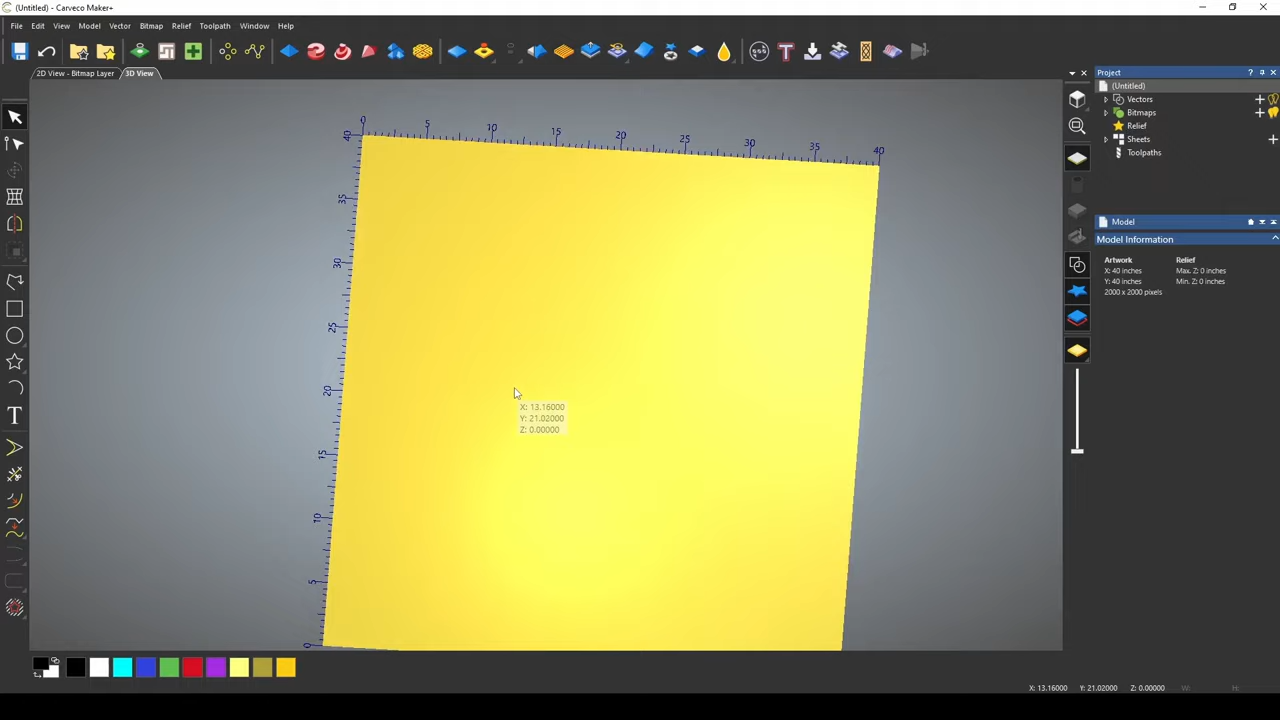 (Untitled) - Carveco Maker+
File Edit View Model Vector Bitmap Relief Toolpath Window Help
2D View - Bitmap Layer 3D View
Project
(Untitled)
Vectors
Bitmaps
Relief
Sheets
Toolpaths
Model
Model Information
Artwork Relief
X: 40 inches Max. Z: 0 inches
Y: 40 inches Min. Z: 0 inches
2000 x 2000 pixels
0 5 10 15 20 25 30 35 40
40
35
30
25
20
15
10
5
0
X: 13.16000
Y: 21.02000
Z: 0.00000
X: 13.16000 Y: 21.02000 Z: 0.00000 W: H: